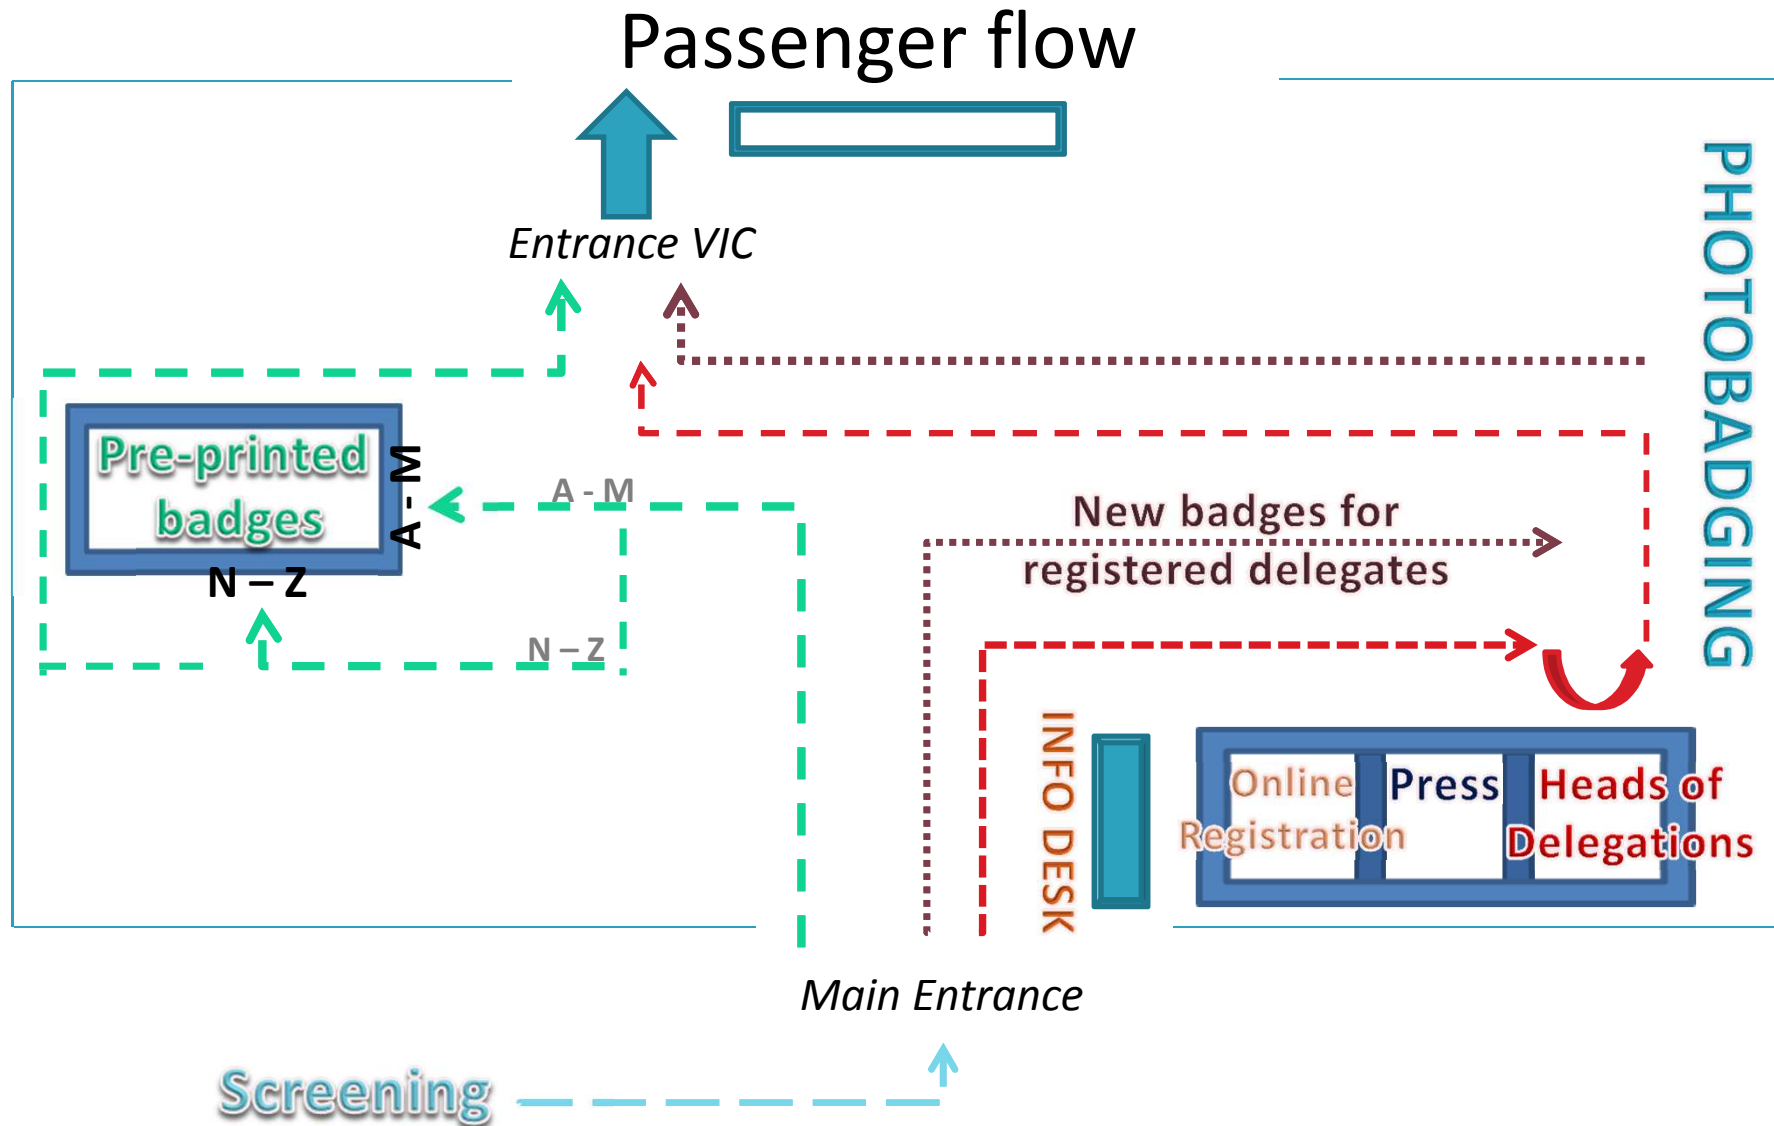 Passenger flow
Entrance VIC
PHOTOBADGING
Pre-printed
badges
A - M
N – Z
A - M
N – Z
New badges for
registered delegates
INFO DESK
Online
Registration
Press
Heads of
Delegations
Main Entrance
Screening